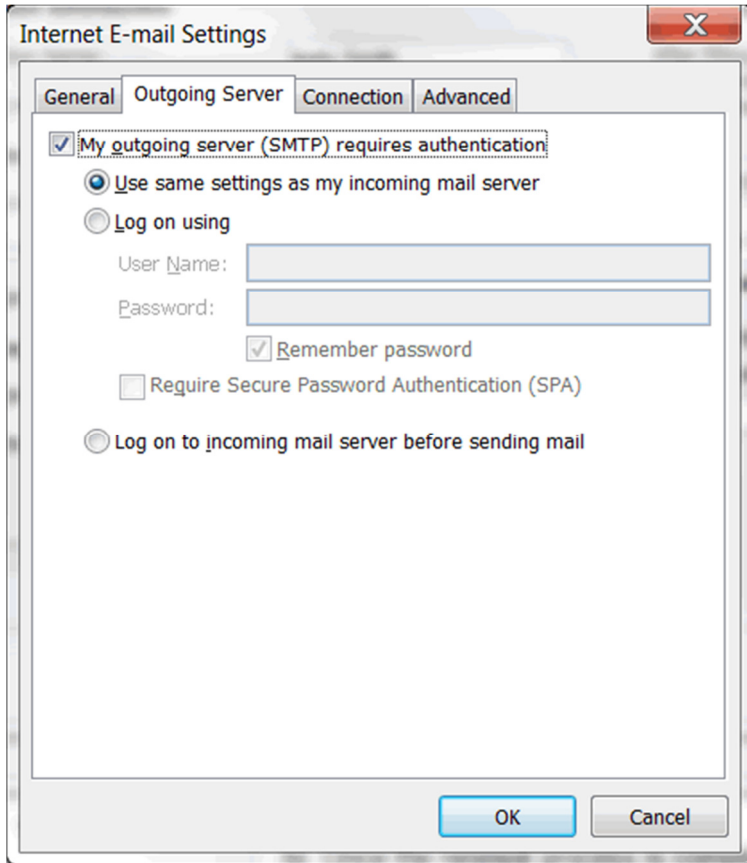 Internet E-mail Settings
General Outgoing Server Connection Advanced
My outgoing server (SMTP) requires authentication
Use same settings as my incoming mail server
Log on using
User Name:
Password:
Remember password
Require Secure Password Authentication (SPA)
Log on to incoming mail server before sending mail
OK Cancel